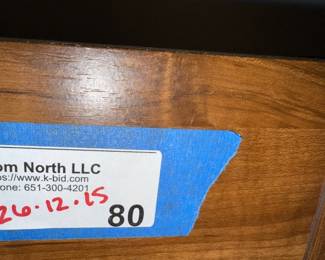 om North LLC
ps://www.k-bid.com
one: 651-300-4201
26.12.15
80